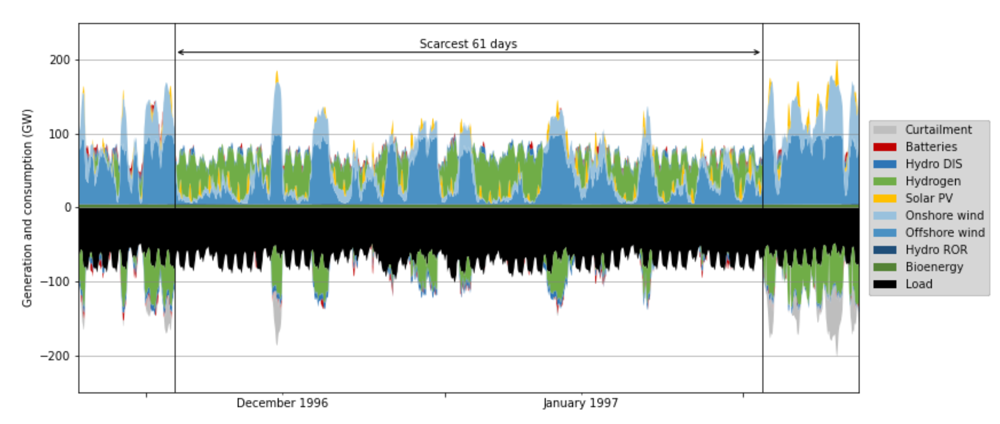 Scarcest 61 days
Generation and consumption (GW)
200
100
0
−100
−200
December 1996
January 1997
Curtailment
Batteries
Hydro DIS
Hydrogen
Solar PV
Onshore wind
Offshore wind
Hydro ROR
Bioenergy
Load